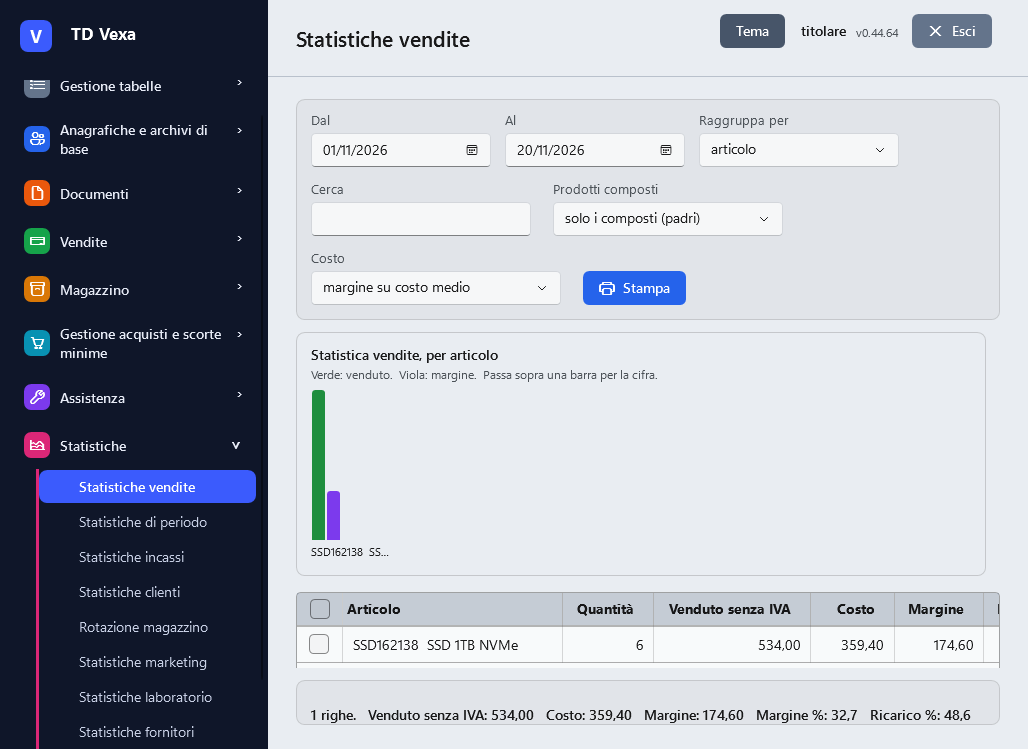 V TD Vexa
Gestione tabelle
Anagrafiche e archivi di
base
Documenti
Vendite
Magazzino
Gestione acquisti e scorte
minime
Assistenza
Statistiche
Statistiche vendite
Statistiche di periodo
Statistiche incassi
Statistiche clienti
Rotazione magazzino
Statistiche marketing
Statistiche laboratorio
Statistiche fornitori
Statistiche vendite
Tema titolare v0.44.64 Esci
Dal Al Raggruppa per
01/11/2026 20/11/2026 articolo
Cerca Prodotti composti
solo i composti (padri)
Costo
margine su costo medio Stampa
Statistica vendite, per articolo
Verde: venduto. Viola: margine. Passa sopra una barra per la cifra.
SSD162138 SS...
Articolo Quantità Venduto senza IVA Costo Margine
SSD162138 SSD 1TB NVMe 6 534,00 359,40 174,60
1 righe. Venduto senza IVA: 534,00 Costo: 359,40 Margine: 174,60 Margine %: 32,7 Ricarico %: 48,6